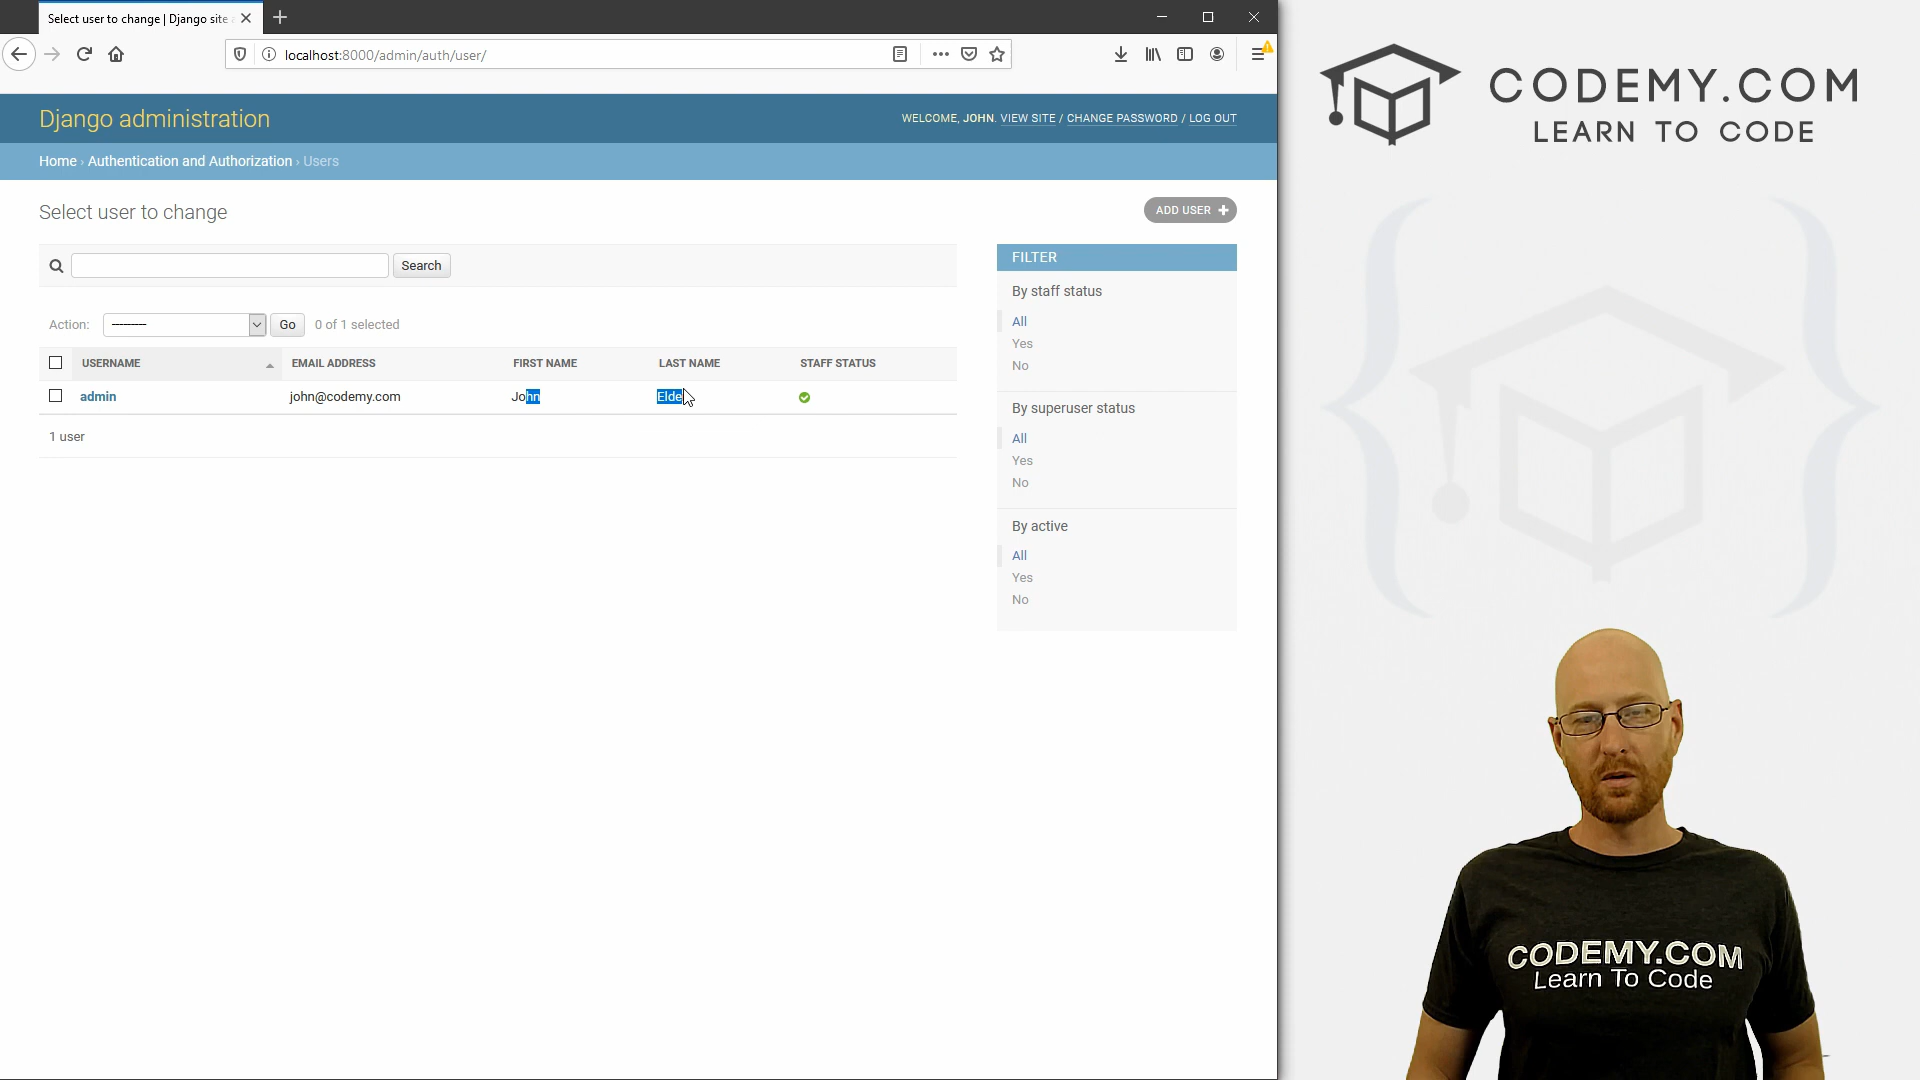 Select user to change | Django site
localhost:8000/admin/auth/user/
CODEMY.COM
LEARN TO CODE
Django administration
WELCOME, JOHN. VIEW SITE / CHANGE PASSWORD / LOG OUT
Home › Authentication and Authorization › Users
Select user to change
ADD USER +
Search
FILTER
By staff status
All
Yes
No
Action: --------- Go 0 of 1 selected
USERNAME EMAIL ADDRESS FIRST NAME LAST NAME STAFF STATUS
admin john@codemy.com John Elde
1 user
By superuser status
All
Yes
No
By active
All
Yes
No
CODEMY.COM
Learn To Code